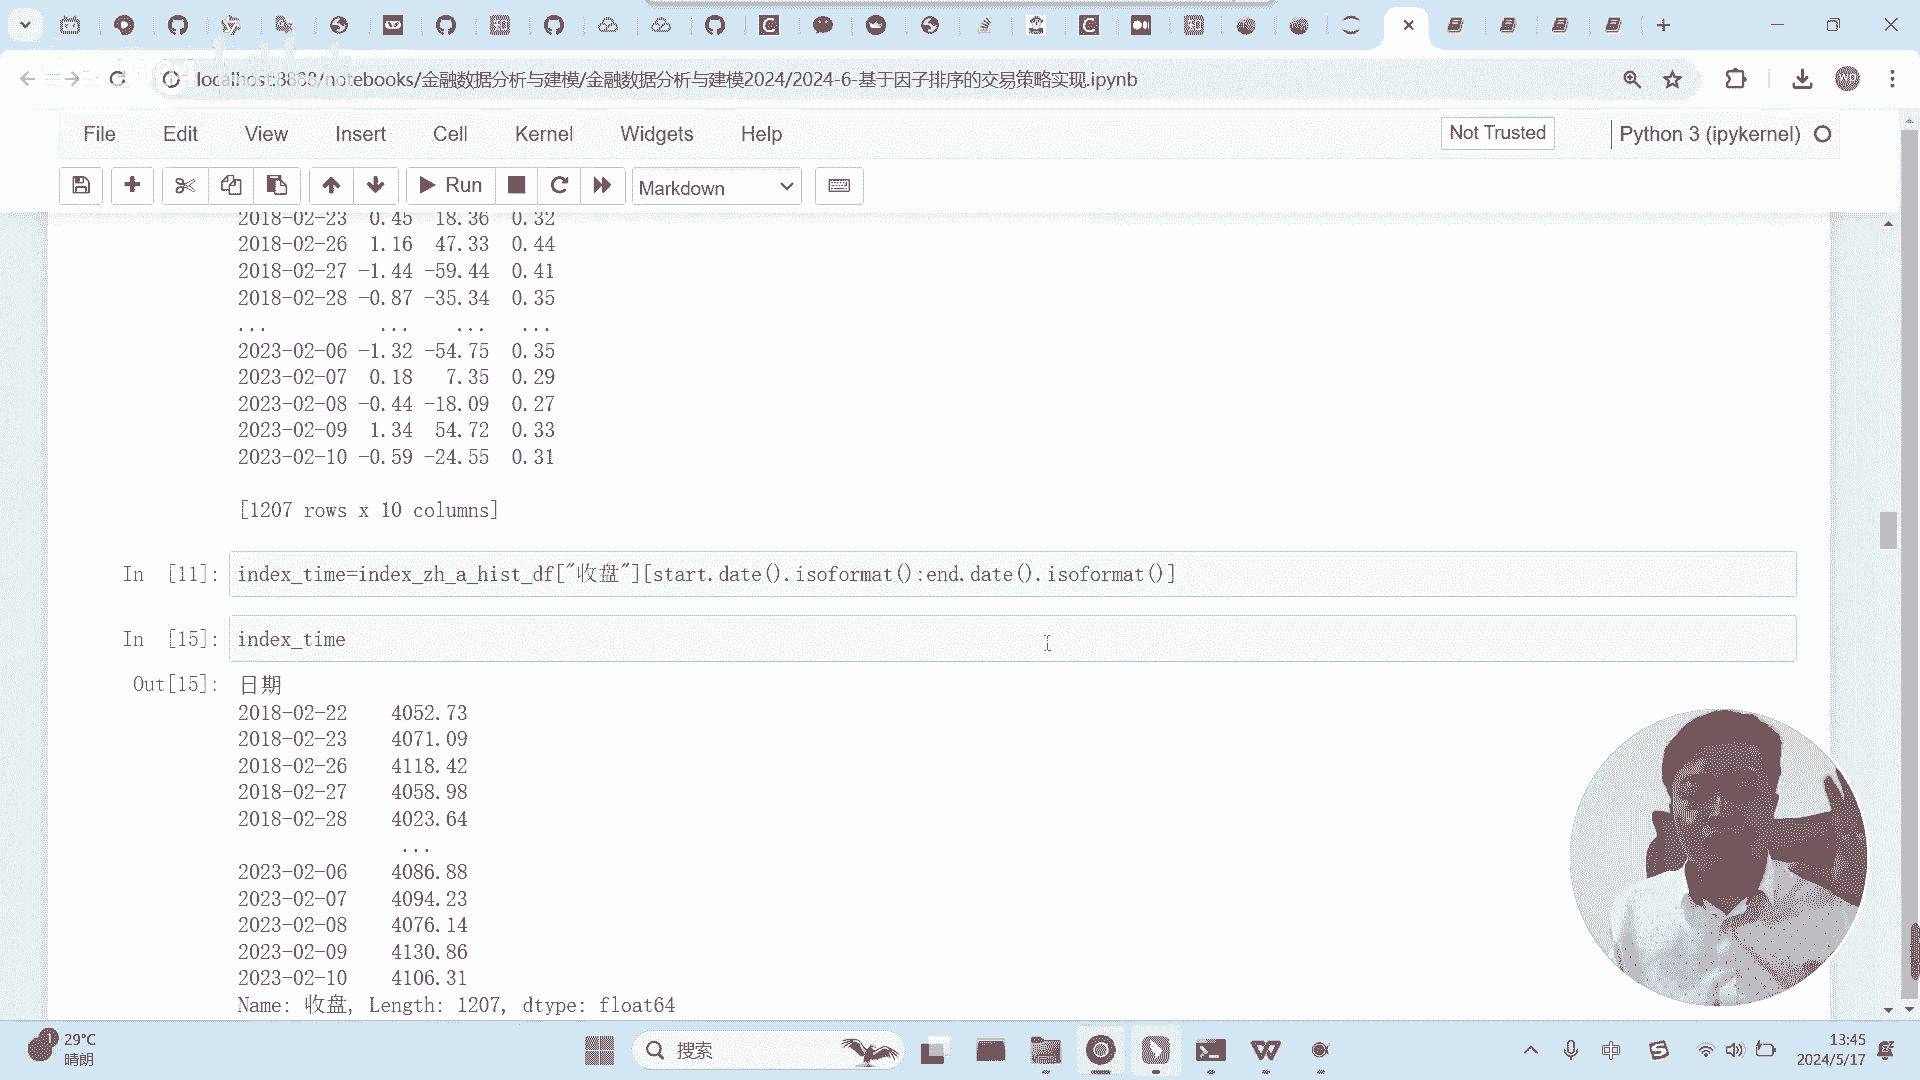 localhost:8888/notebooks/金融数据分析与建模/金融数据分析与建模2024/2024-6-基于因子排序的交易策略实现.ipynb
wp
File Edit View Insert Cell Kernel Widgets Help
Not Trusted
Python 3 (ipykernel)
Run
Markdown
2018-02-23 0.45 18.36 0.32
2018-02-26 1.16 47.33 0.44
2018-02-27 -1.44 -59.44 0.41
2018-02-28 -0.87 -35.34 0.35
... ... ... ...
2023-02-06 -1.32 -54.75 0.35
2023-02-07 0.18 7.35 0.29
2023-02-08 -0.44 -18.09 0.27
2023-02-09 1.34 54.72 0.33
2023-02-10 -0.59 -24.55 0.31
[1207 rows x 10 columns]
In [11]: index_time=index_zh_a_hist_df["收盘"][start.date().isoformat():end.date().isoformat()]
In [15]: index_time
Out[15]: 日期
2018-02-22 4052.73
2018-02-23 4071.09
2018-02-26 4118.42
2018-02-27 4058.98
2018-02-28 4023.64
...
2023-02-06 4086.88
2023-02-07 4094.23
2023-02-08 4076.14
2023-02-09 4130.86
2023-02-10 4106.31
Name: 收盘, Length: 1207, dtype: float64
1
29°C
晴朗
搜索
中
13:45
2024/5/17